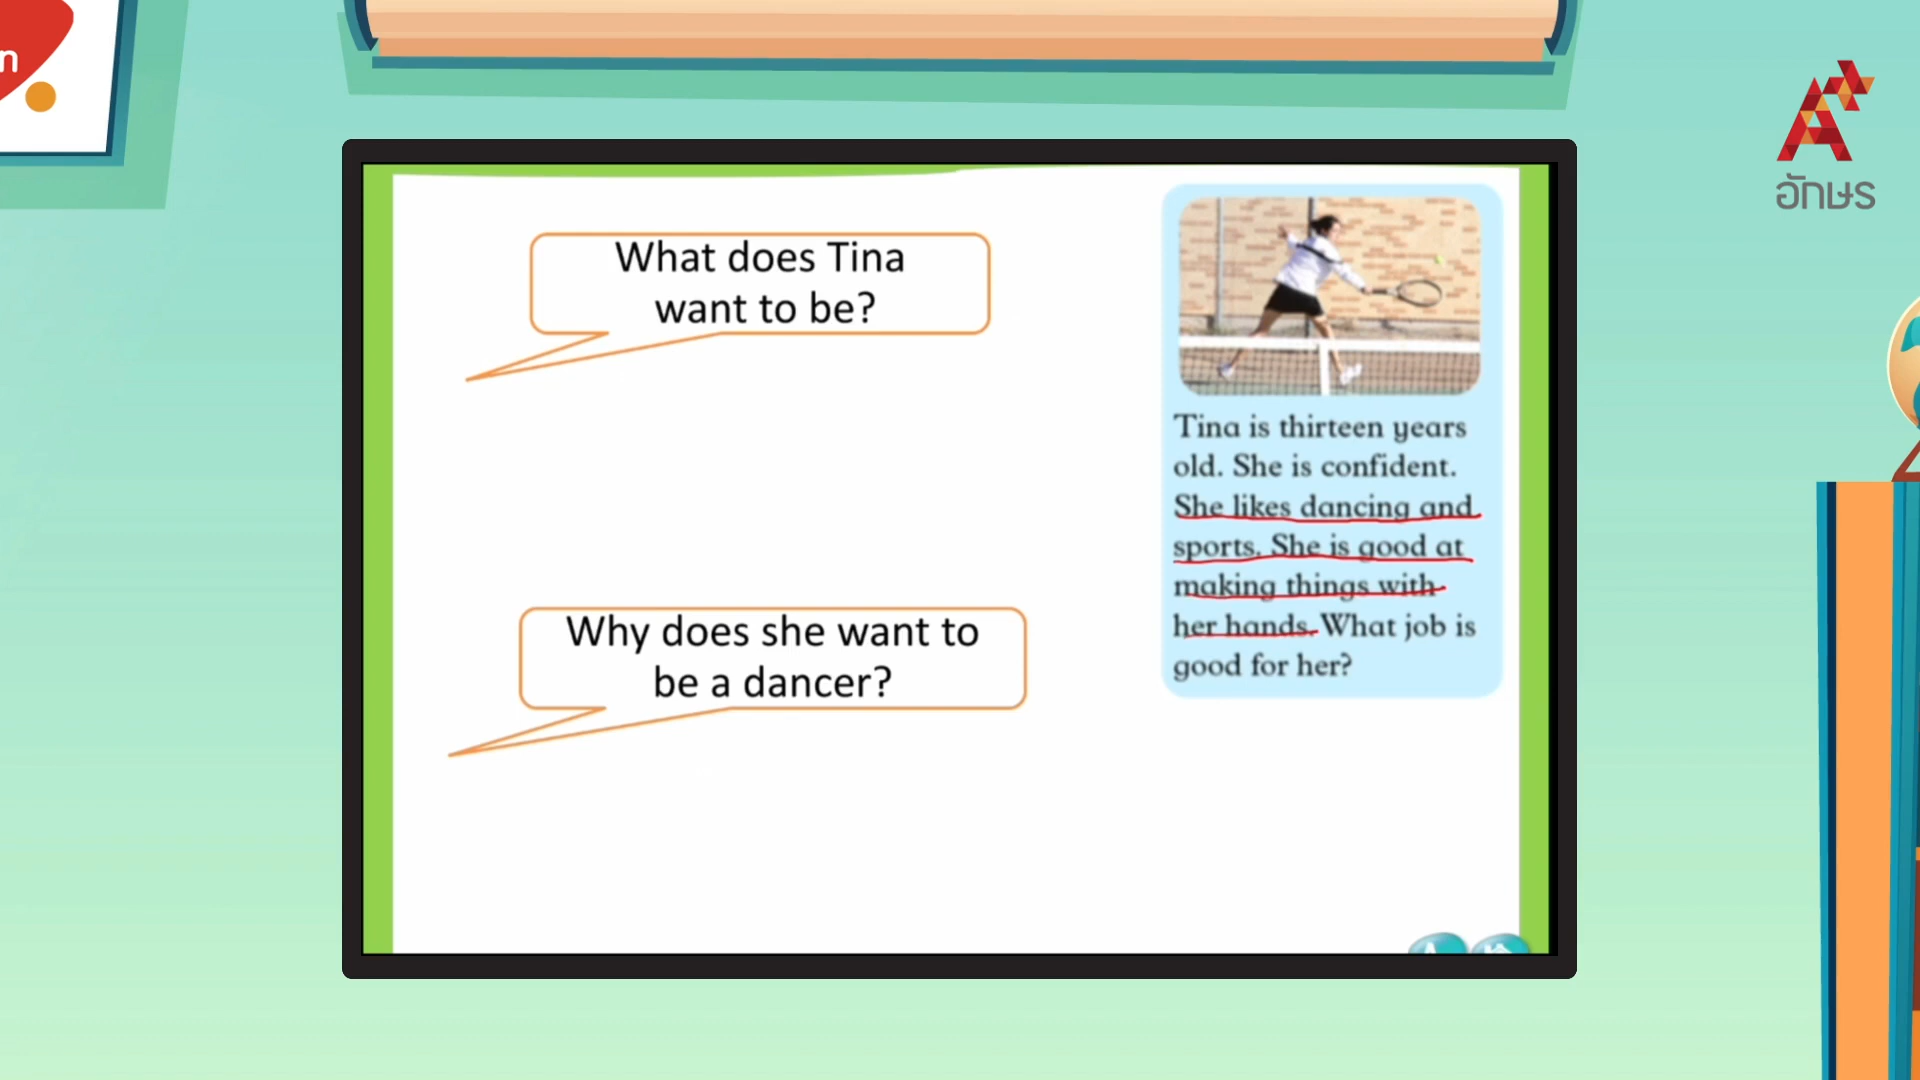 n
อักษร
What does Tina
want to be?
Tina is thirteen years
old. She is confident.
She likes dancing and
sports. She is good at
making things with
her hands. What job is
good for her?
Why does she want to
be a dancer?